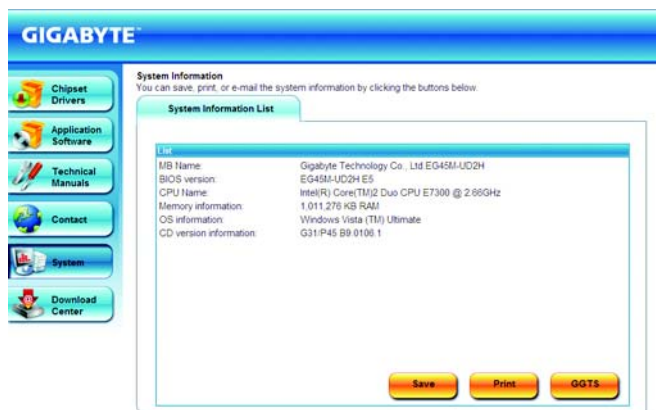 GIGABYTE™
Chipset
Drivers
Application
Software
Technical
Manuals
Contact
System
Download
Center
System Information
You can save, print, or e-mail the system information by clicking the buttons below.
System Information List
List
MB Name: Gigabyte Technology Co., Ltd.EG45M-UD2H
BIOS version: EG45M-UD2H E5
CPU Name: Intel(R) Core(TM)2 Duo CPU E7300 @ 2.66GHz
Memory information: 1,011,276 KB RAM
OS information: Windows Vista (TM) Ultimate
CD version information: G31/P45 B9.0106.1
Save Print GGTS